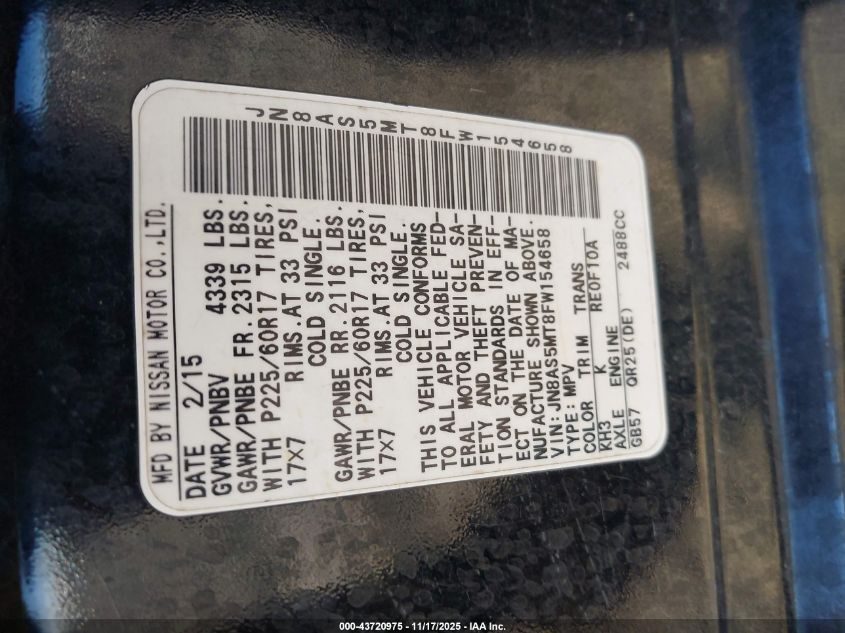 JN8AS5MT8FW154658
MFD BY NISSAN MOTOR CO.,LTD.
DATE 2/15
GVWR/PNBV 4339 LBS.
GAWR/PNBE FR.2315 LBS.
WITH P225/60R17 TIRES,
17X7 RIMS.AT 33 PSI
COLD SINGLE.
GAWR/PNBE RR.2116 LBS.
WITH P225/60R17 TIRES,
17X7 RIMS.AT 33 PSI
COLD SINGLE.
THIS VEHICLE CONFORMS
TO ALL APPLICABLE FED-
ERAL MOTOR VEHICLE SA-
FETY AND THEFT PREVEN-
TION STANDARDS IN EFF-
ECT ON THE DATE OF MA-
NUFACTURE SHOWN ABOVE.
VIN:JN8AS5MT8FW154658
TYPE:MPV
COLOR TRIM TRANS
KH3 K RE0F10A
AXLE ENGINE
GB57 QR25(DE) 2488CC
000-43720975 - 11/17/2025 - IAA Inc.